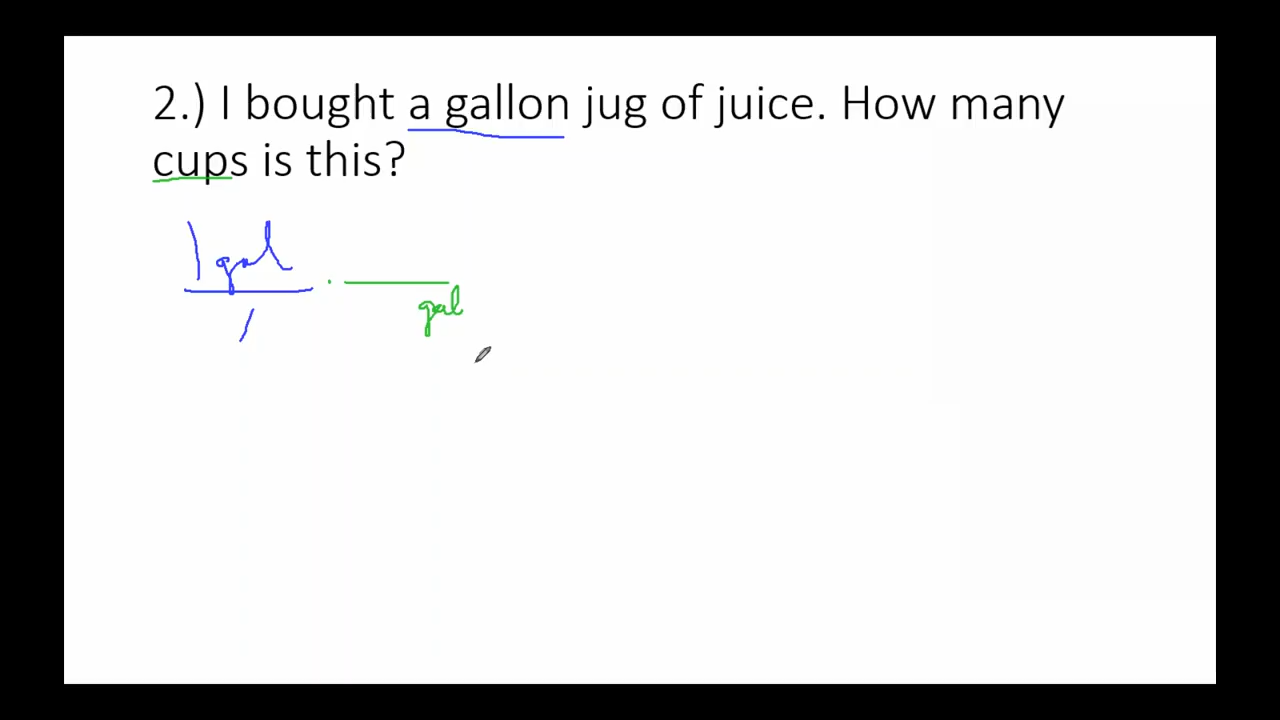 2.) I bought a gallon jug of juice. How many
cups is this?
1 gal
1
· gal